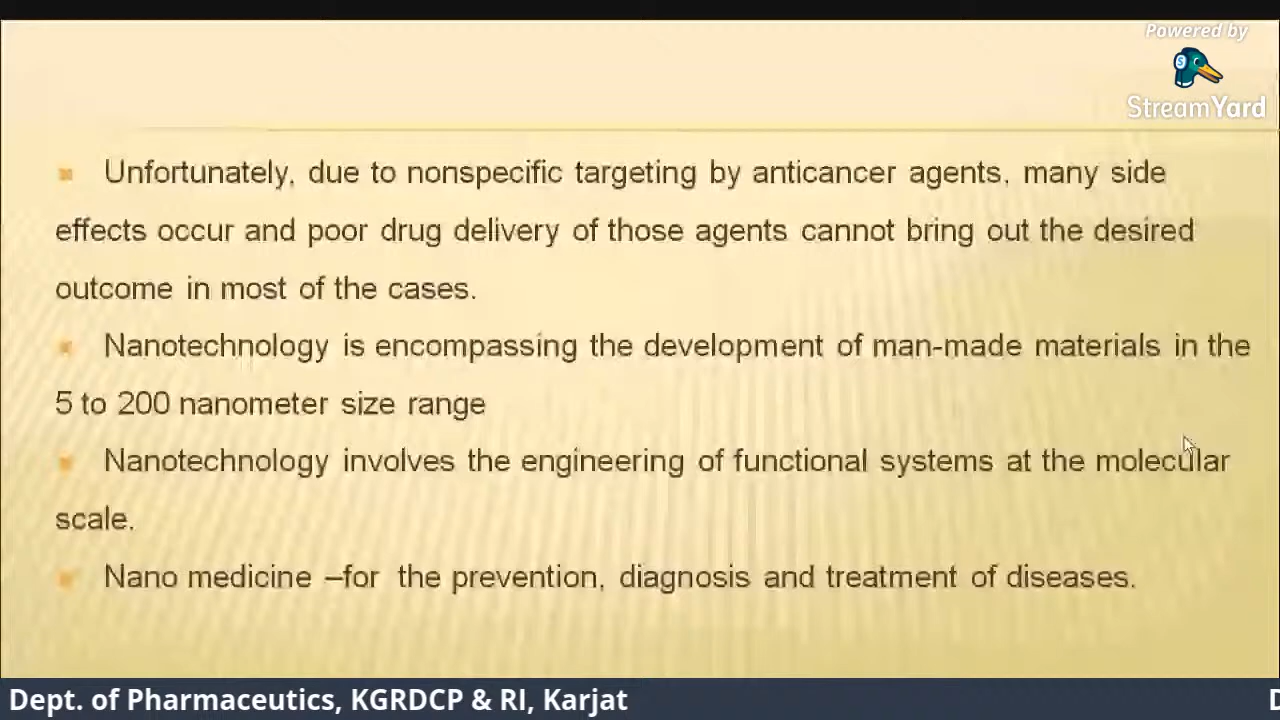 Powered by
StreamYard
Unfortunately, due to nonspecific targeting by anticancer agents, many side
effects occur and poor drug delivery of those agents cannot bring out the desired
outcome in most of the cases.
Nanotechnology is encompassing the development of man-made materials in the
5 to 200 nanometer size range
Nanotechnology involves the engineering of functional systems at the molecular
scale.
Nano medicine –for the prevention, diagnosis and treatment of diseases.
Dept. of Pharmaceutics, KGRDCP & RI, Karjat